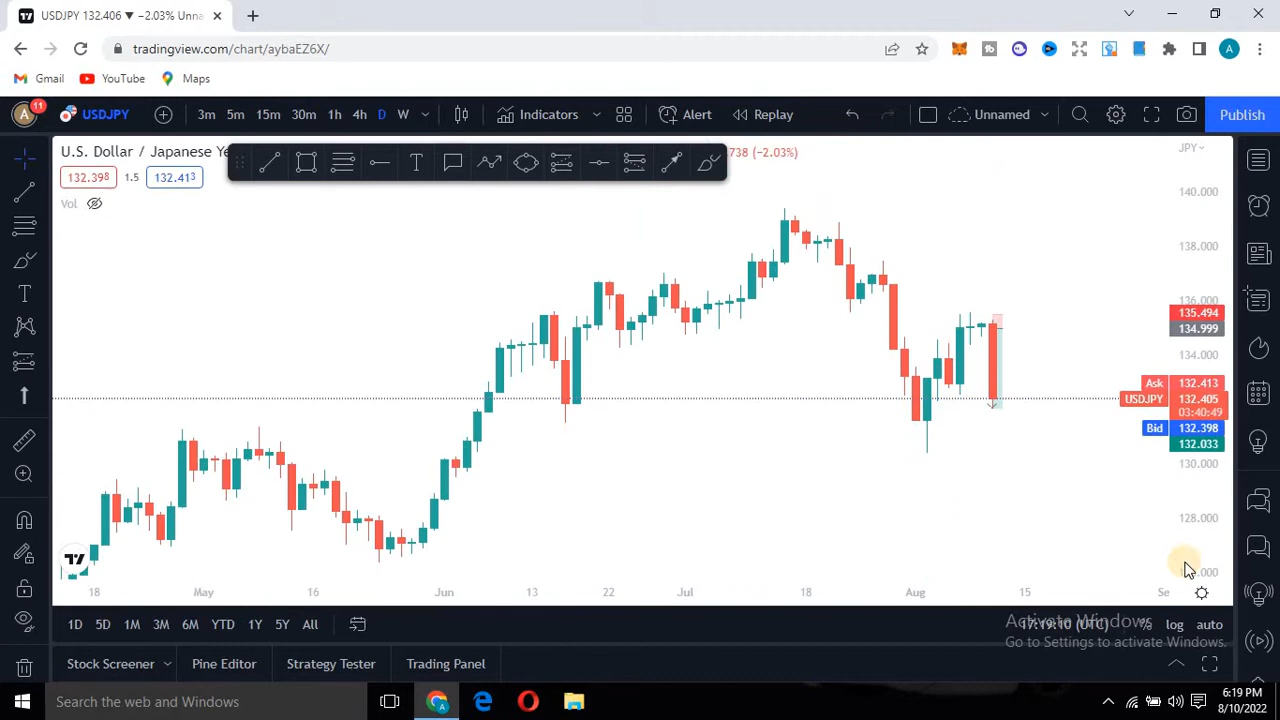 USDJPY 132.406 ▼ −2.03% Unna
tradingview.com/chart/aybaEZ6X/
A
Gmail
YouTube
Maps
A
11
USDJPY
3m
5m
15m
30m
1h
4h
D
W
Indicators
Alert
Replay
Unnamed
Publish
U.S. Dollar / Japanese Ye
738 (−2.03%)
JPY
132.398
1.5
132.413
Vol
140.000
138.000
136.000
135.494
134.999
134.000
Ask 132.413
USDJPY 132.405
03:40:49
Bid 132.398
132.033
130.000
128.000
18
May
16
Jun
13
22
Jul
18
Aug
15
Se
1D
5D
1M
3M
6M
YTD
1Y
5Y
All
17:19:10 (UTC)
%
log
auto
Activate Windows
Go to Settings to activate Windows.
Stock Screener
Pine Editor
Strategy Tester
Trading Panel
Search the web and Windows
6:19 PM
8/10/2022